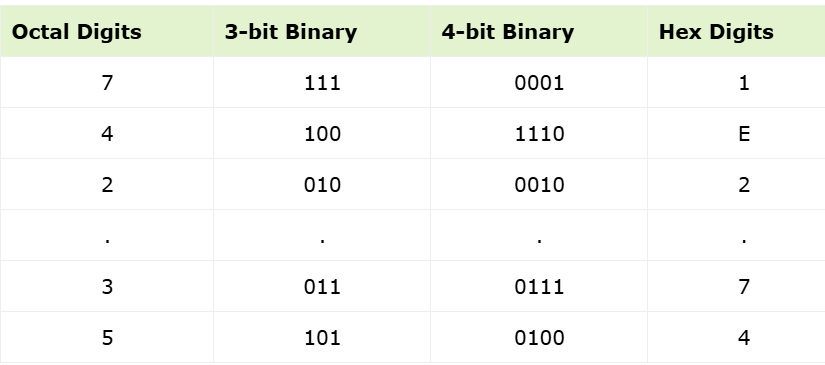 Octal Digits 3-bit Binary 4-bit Binary Hex Digits
7 111 0001 1
4 100 1110 E
2 010 0010 2
. . . .
3 011 0111 7
5 101 0100 4